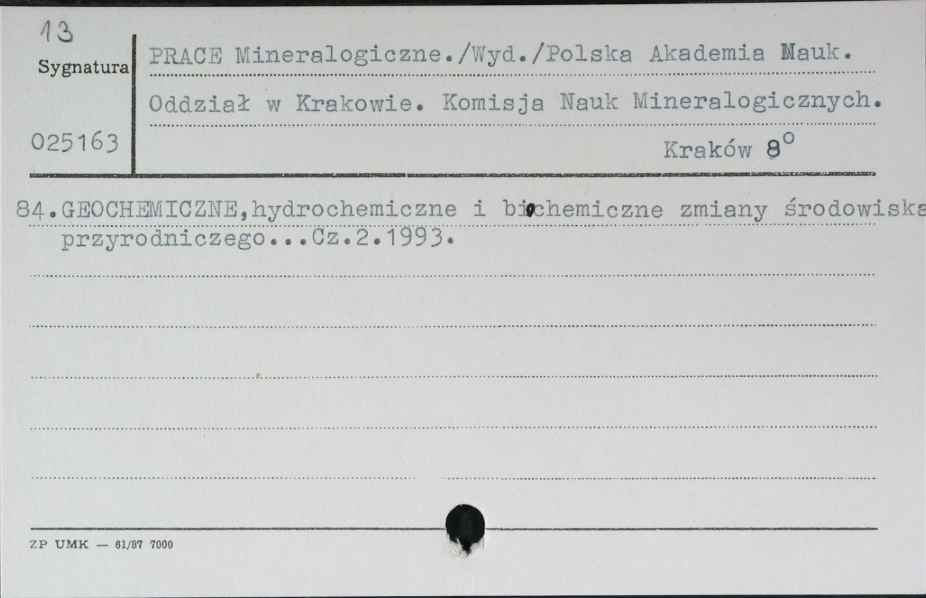 13
Sygnatura
PRACE Mineralogiczne./Wyd./Polska Akademia Nauk.
Oddział w Krakowie. Komisja Nauk Mineralogicznych.
025163
Kraków 8°
84.GEOCHEMICZNE,hydrochemiczne i biochemiczne zmiany środowiska
przyrodniczego...Cz.2.1993.
ZP UMK — 61/87 7000